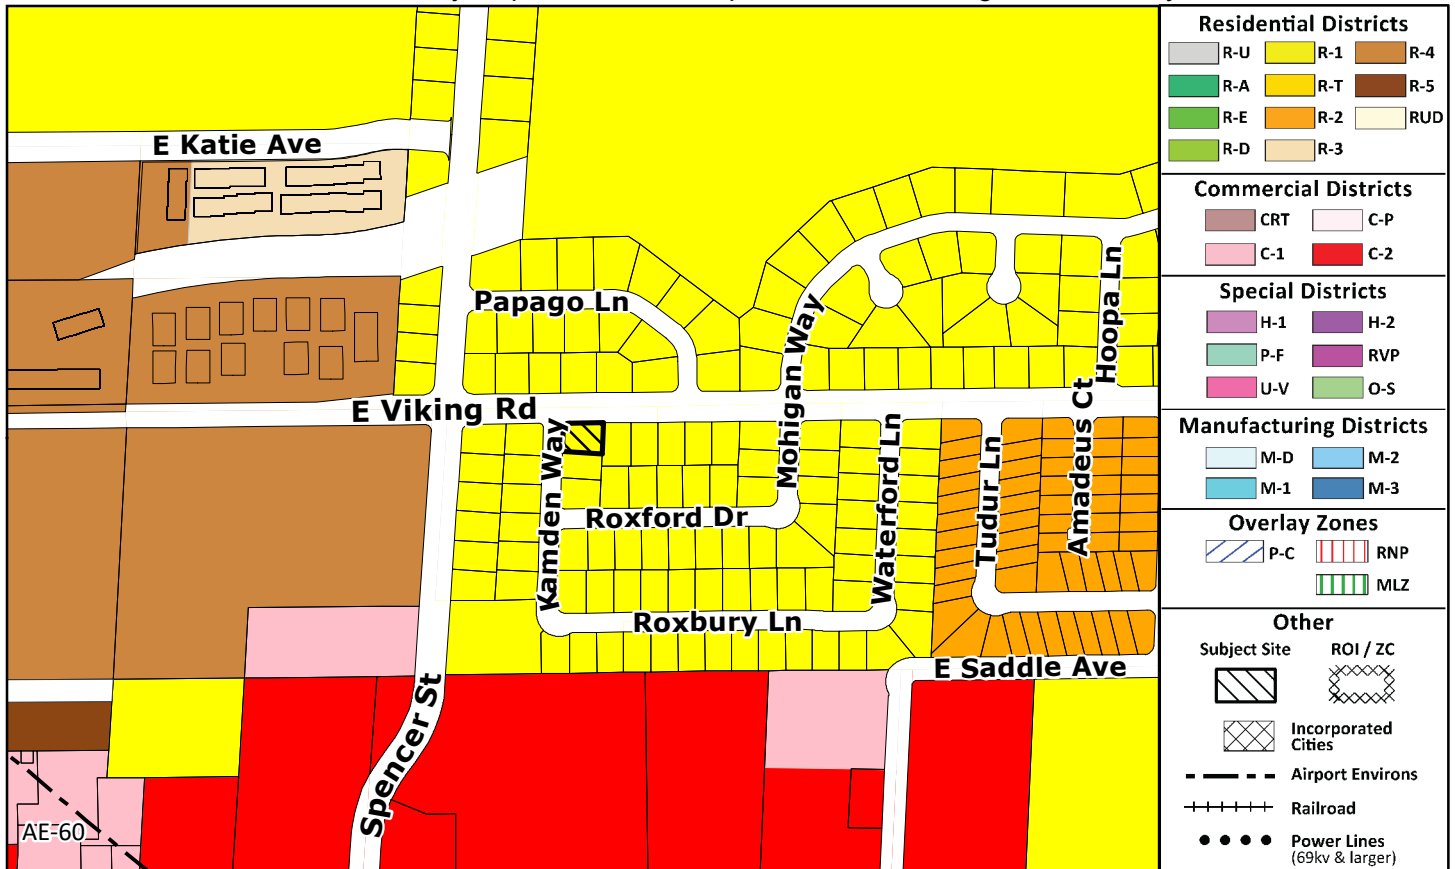 E Katie Ave
Papago Ln
Mohigan Way
Hoopa Ln
E Viking Rd
Kamden Way
Roxford Dr
Waterford Ln
Tudur Ln
Amadeus Ct
Roxbury Ln
E Saddle Ave
Spencer St
AE-60
Residential Districts
R-U R-1 R-4
R-A R-T R-5
R-E R-2 RUD
R-D R-3
Commercial Districts
CRT C-P
C-1 C-2
Special Districts
H-1 H-2
P-F RVP
U-V O-S
Manufacturing Districts
M-D M-2
M-1 M-3
Overlay Zones
P-C RNP
MLZ
Other
Subject Site ROI / ZC
Incorporated
Cities
Airport Environs
Railroad
Power Lines
(69kv & larger)